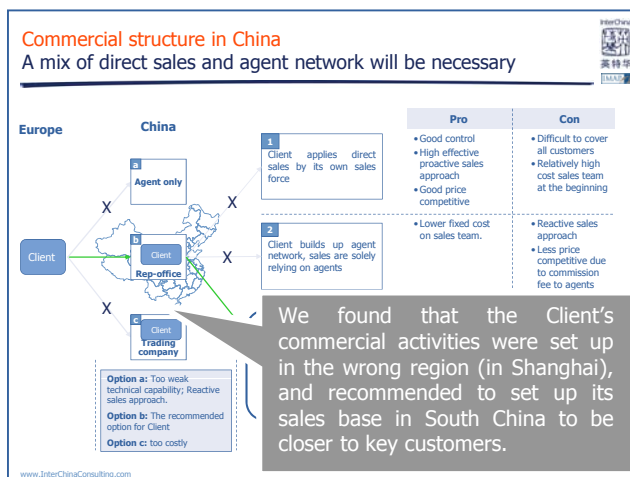 Commercial structure in China
A mix of direct sales and agent network will be necessary
InterChina
英特华
IMAP
Europe
China
Pro
Con
a
Agent only
X
b
Client
Rep-office
Client
X
c
Client
Trading
company
1
Client applies direct
sales by its own sales
force
X
• Good control
• High effective
proactive sales
approach
• Good price
competitive
• Difficult to cover
all customers
• Relatively high
cost sales team
at the beginning
2
Client builds up agent
network, sales are solely
relying on agents
X
• Lower fixed cost
on sales team.
• Reactive sales
approach
• Less price
competitive due
to commission
fee to agents
Option a: Too weak
technical capability; Reactive
sales approach.
Option b: The recommended
option for Client
Option c: too costly
We found that the Client's
commercial activities were set up
in the wrong region (in Shanghai),
and recommended to set up its
sales base in South China to be
closer to key customers.
www.InterChinaConsulting.com